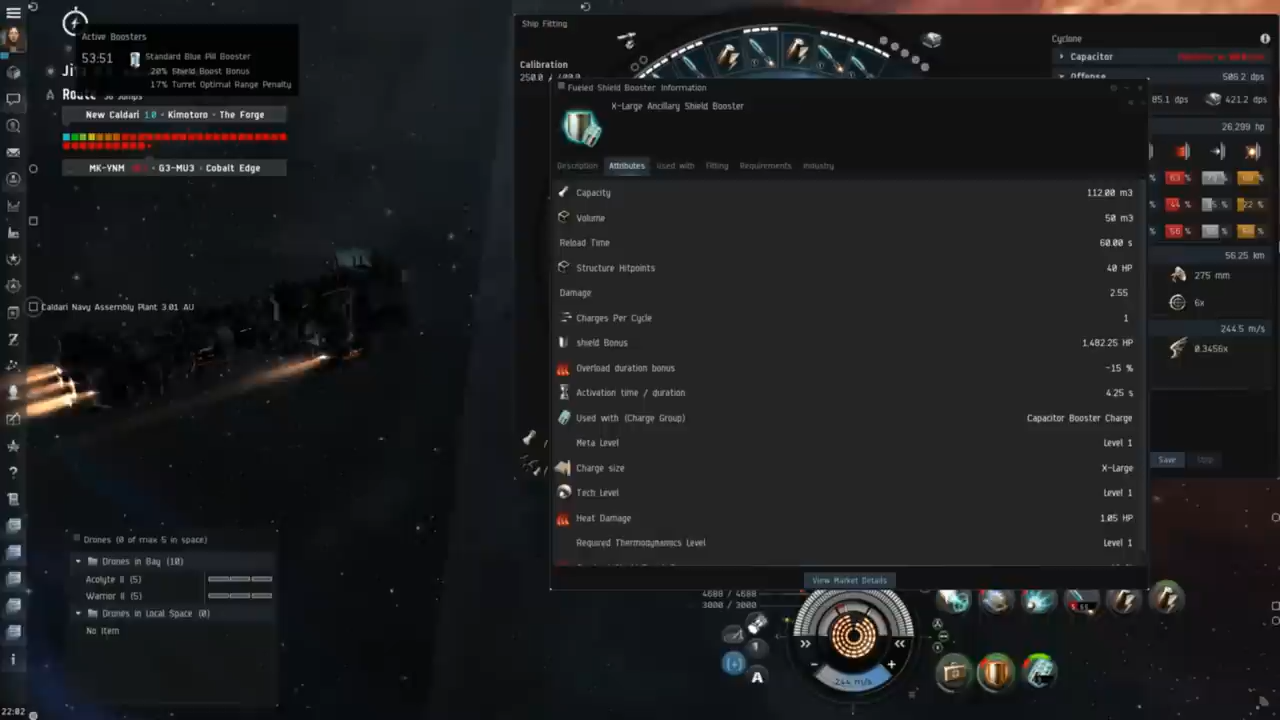 Active Boosters
53:51 Standard Blue Pill Booster
20% Shield Boost Bonus
17% Turret Optimal Range Penalty
Route
New Caldari 1.0 · Kimotoro · The Forge
MK-YNM · G3-MU3 · Cobalt Edge
Caldari Navy Assembly Plant 3.01 AU
Drones (0 of max 5 in space)
Drones in Bay (10)
Acolyte II (5)
Warrior II (5)
Drones in Local Space (0)
No Item
22:02
Ship Fitting
Calibration
Cyclone
Capacitor
Offense 506.2 dps
85.1 dps 421.2 dps
26,299 hp
56.25 km
275 mm
6x
244.5 m/s
0.3456x
Save
Fueled Shield Booster Information
X-Large Ancillary Shield Booster
Description Attributes Used with Fitting Requirements Industry
Capacity 112.00 m3
Volume 50 m3
Reload Time 60.00 s
Structure Hitpoints 40 HP
Damage 2.55
Charges Per Cycle 1
shield Bonus 1,482.25 HP
Overload duration bonus -15 %
Activation time / duration 4.25 s
Used with (Charge Group) Capacitor Booster Charge
Meta Level Level 1
Charge size X-Large
Tech Level Level 1
Heat Damage 1.05 HP
Required Thermodynamics Level Level 1
View Market Details
4688 / 4688
3000 / 3000
244 m/s